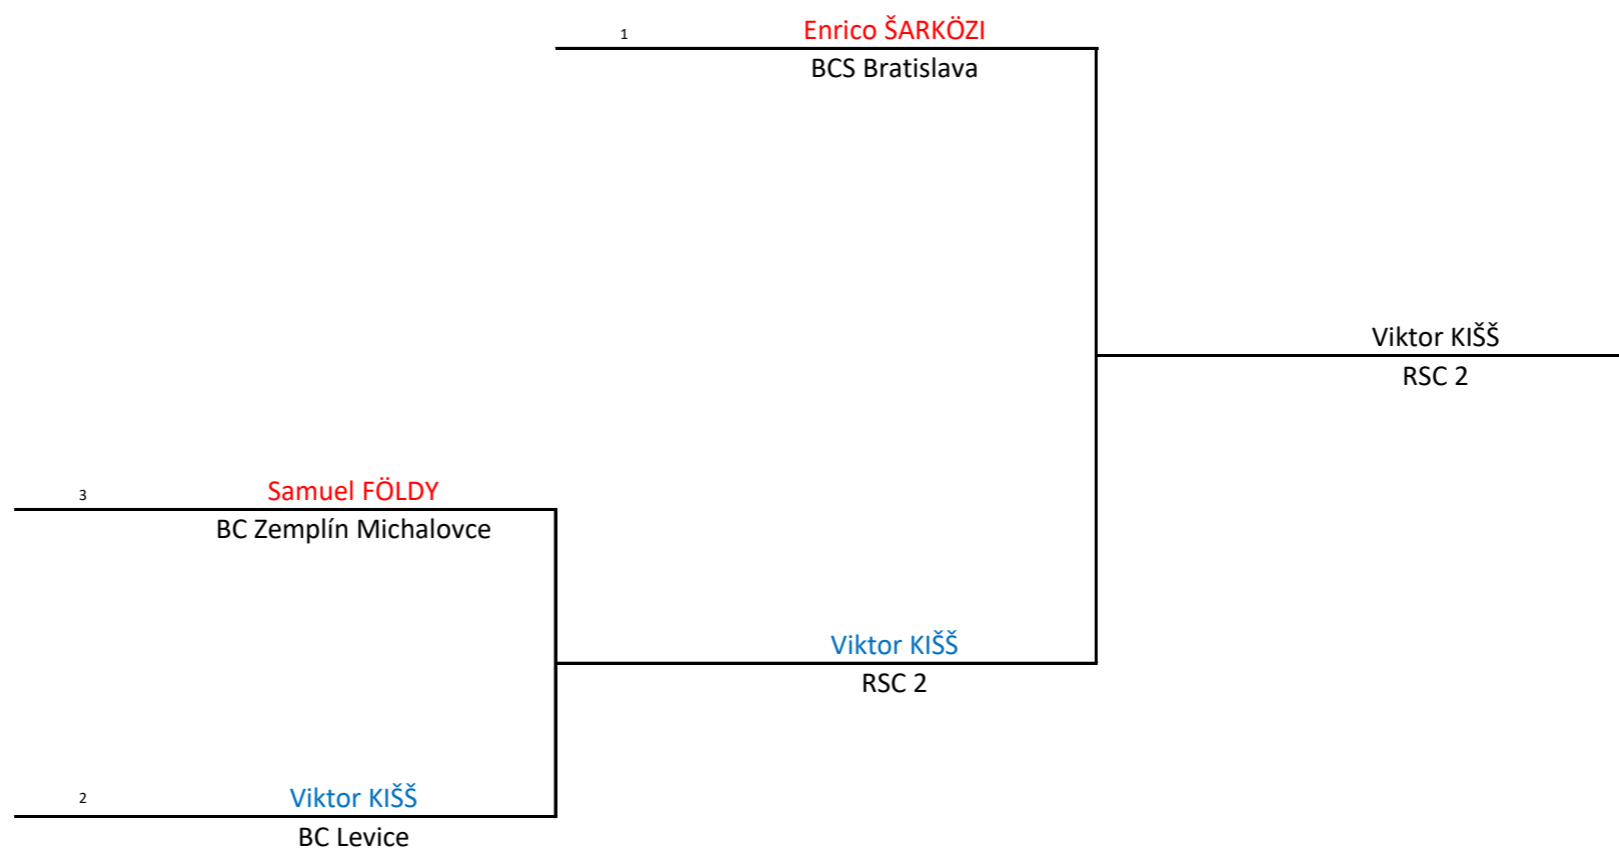 1
Enrico ŠARKÖZI
BCS Bratislava
Viktor KIŠŠ
RSC 2
3
Samuel FÖLDY
BC Zemplín Michalovce
Viktor KIŠŠ
RSC 2
2
Viktor KIŠŠ
BC Levice